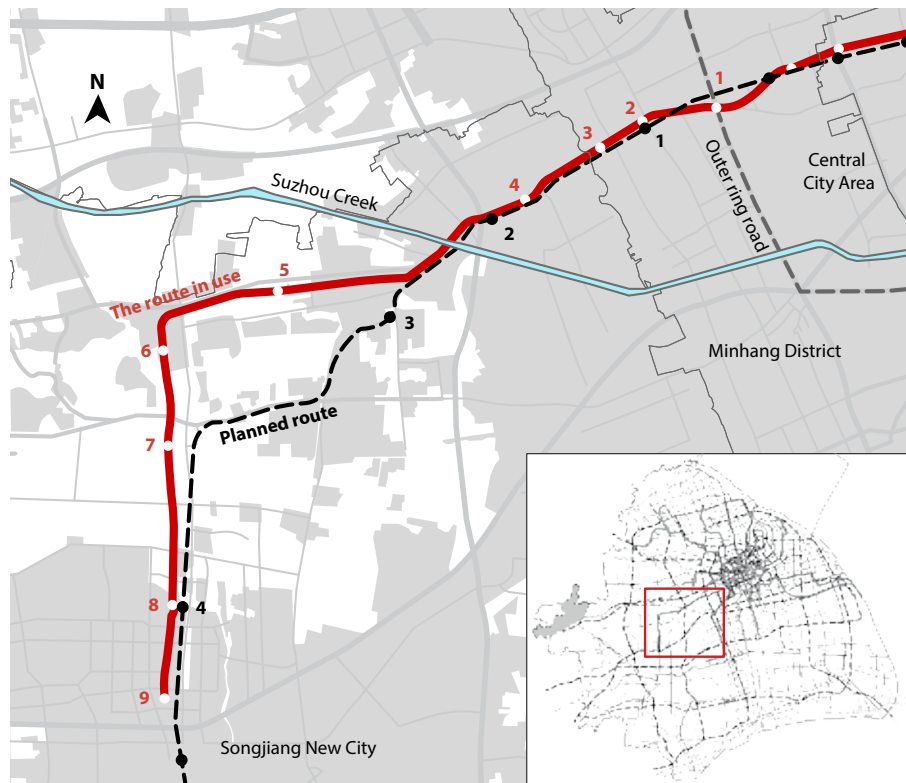 N
1
2
3
1
Central
City Area
4
Suzhou Creek
Outer ring road
2
5
The route in use
3
6
Minhang District
Planned route
7
8
4
9
Songjiang New City